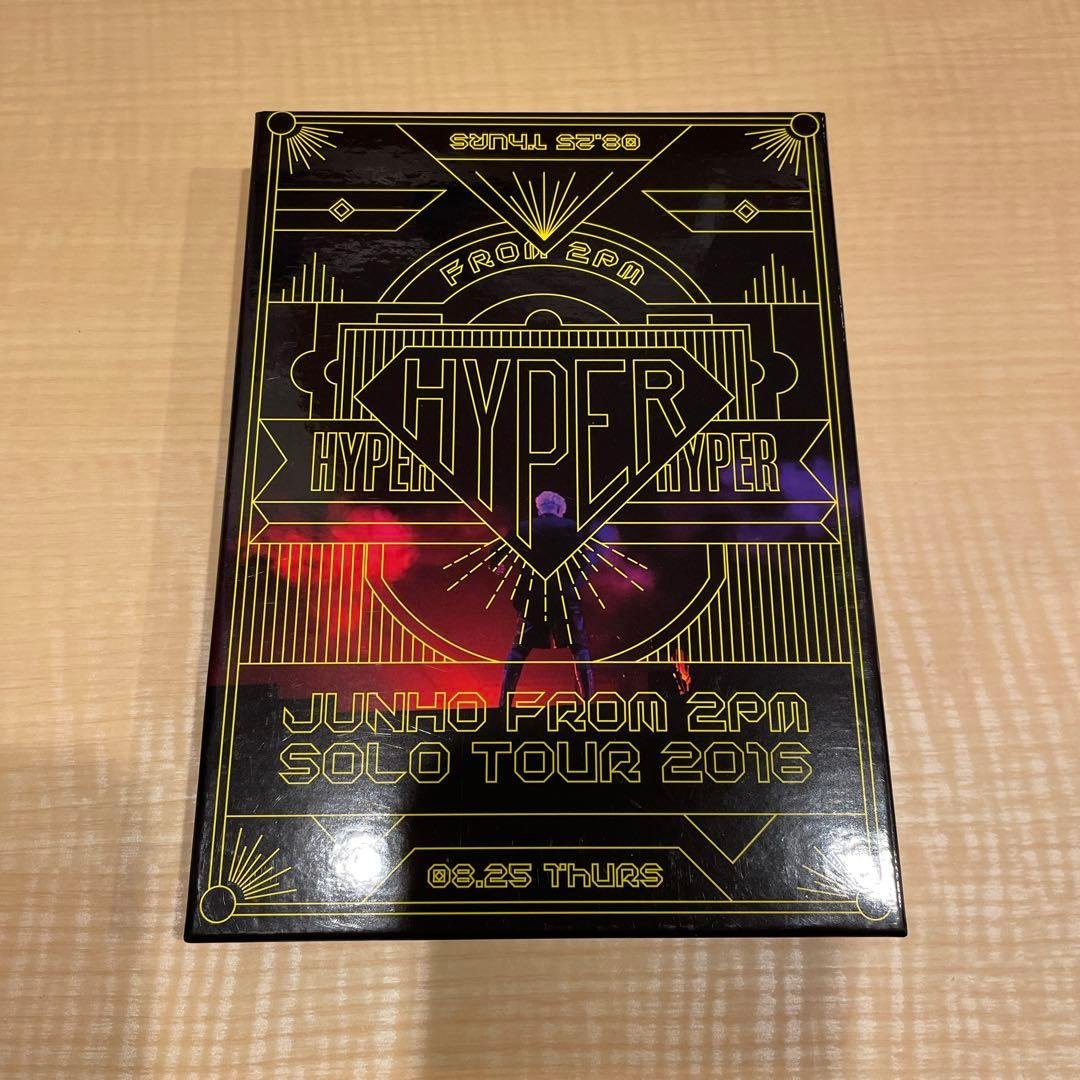 08.25 THURS
FROM 2PM
HYPER
HYPER
HYPER
JUNHO FROM 2PM
SOLO TOUR 2016
08.25 THURS